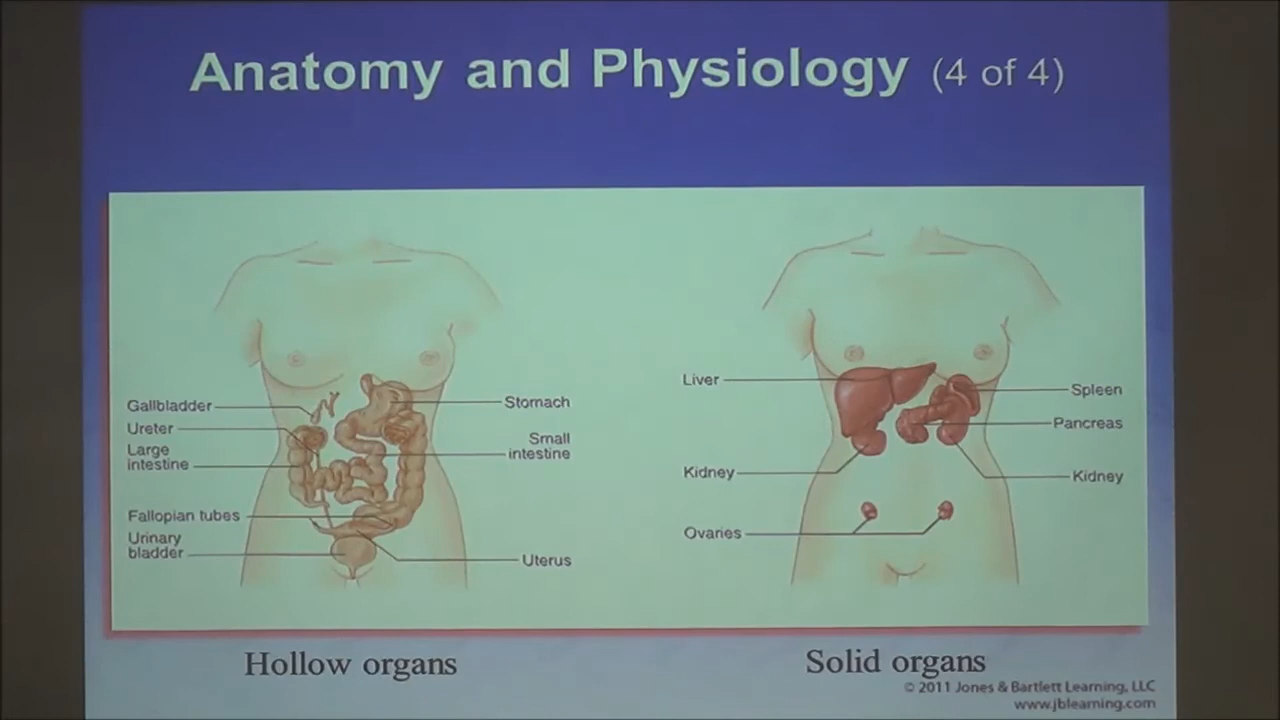 Anatomy and Physiology (4 of 4)
Gallbladder
Ureter
Large
intestine
Fallopian tubes
Urinary
bladder
Stomach
Small
intestine
Uterus
Liver
Kidney
Ovaries
Spleen
Pancreas
Kidney
Hollow organs
Solid organs
© 2011 Jones & Bartlett Learning, LLC
www.jblearning.com